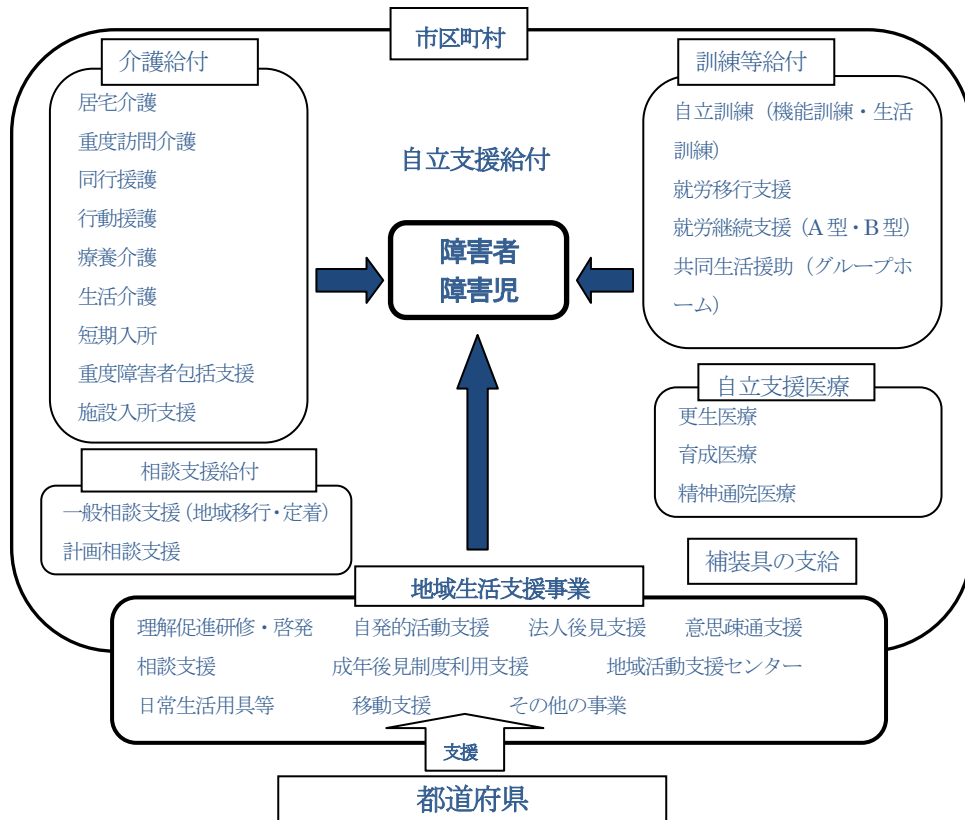 市区町村
介護給付
居宅介護
重度訪問介護
同行援護
行動援護
療養介護
生活介護
短期入所
重度障害者包括支援
施設入所支援
自立支援給付
障害者
障害児
訓練等給付
自立訓練（機能訓練・生活
訓練）
就労移行支援
就労継続支援（A型・B型）
共同生活援助（グループホ
ーム）
自立支援医療
更生医療
育成医療
精神通院医療
相談支援給付
一般相談支援（地域移行・定着）
計画相談支援
補装具の支給
地域生活支援事業
理解促進研修・啓発 自発的活動支援 法人後見支援 意思疎通支援
相談支援 成年後見制度利用支援 地域活動支援センター
日常生活用具等 移動支援 その他の事業
支援
都道府県